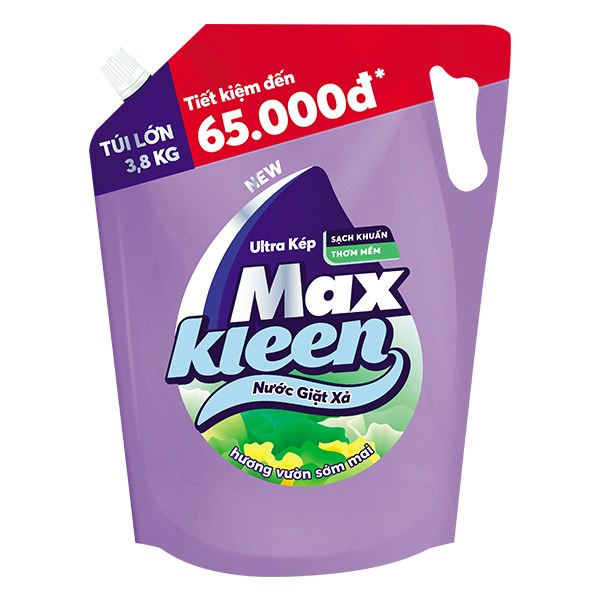 Tiết kiệm đến
65.000đ*
TÚI LỚN
3,8 KG
NEW
Ultra Kép
SẠCH KHUẨN
THƠM MỀM
Max
kleen
Nước Giặt Xả
hương vườn sớm mai